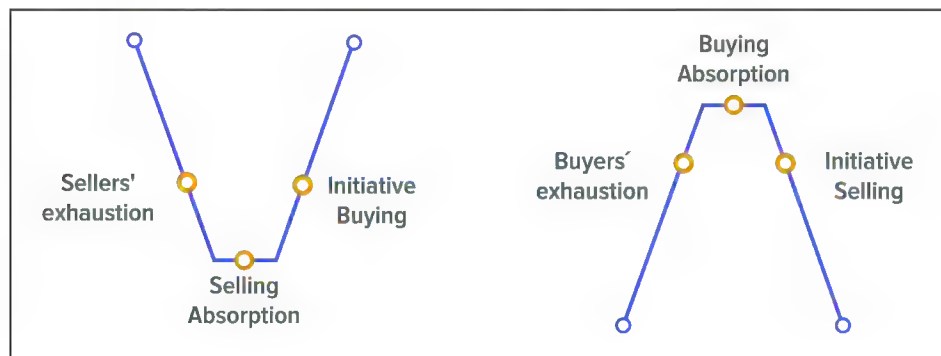 Sellers'
exhaustion
Initiative
Buying
Selling
Absorption
Buying
Absorption
Buyers´
exhaustion
Initiative
Selling